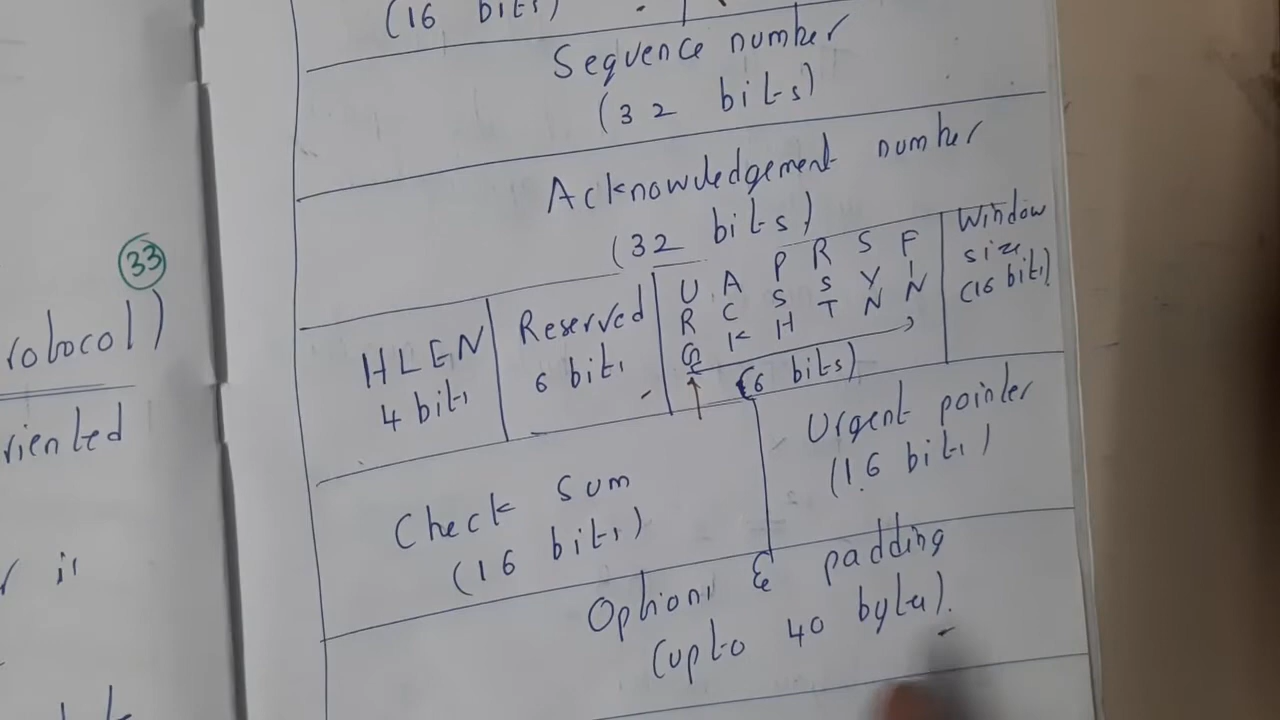 (16 bits)
Sequence number
(32 bits)
Acknowledgement number
(32 bits)
HLEN
4 bits
Reserved
6 bits
U A P R S F
R C S S Y I
G K H T N N
(6 bits)
Window
size
(16 bits)
Check sum
(16 bits)
Urgent pointer
(16 bits)
Options & padding
(upto 40 bytes).
33
rotocol)
riented
is